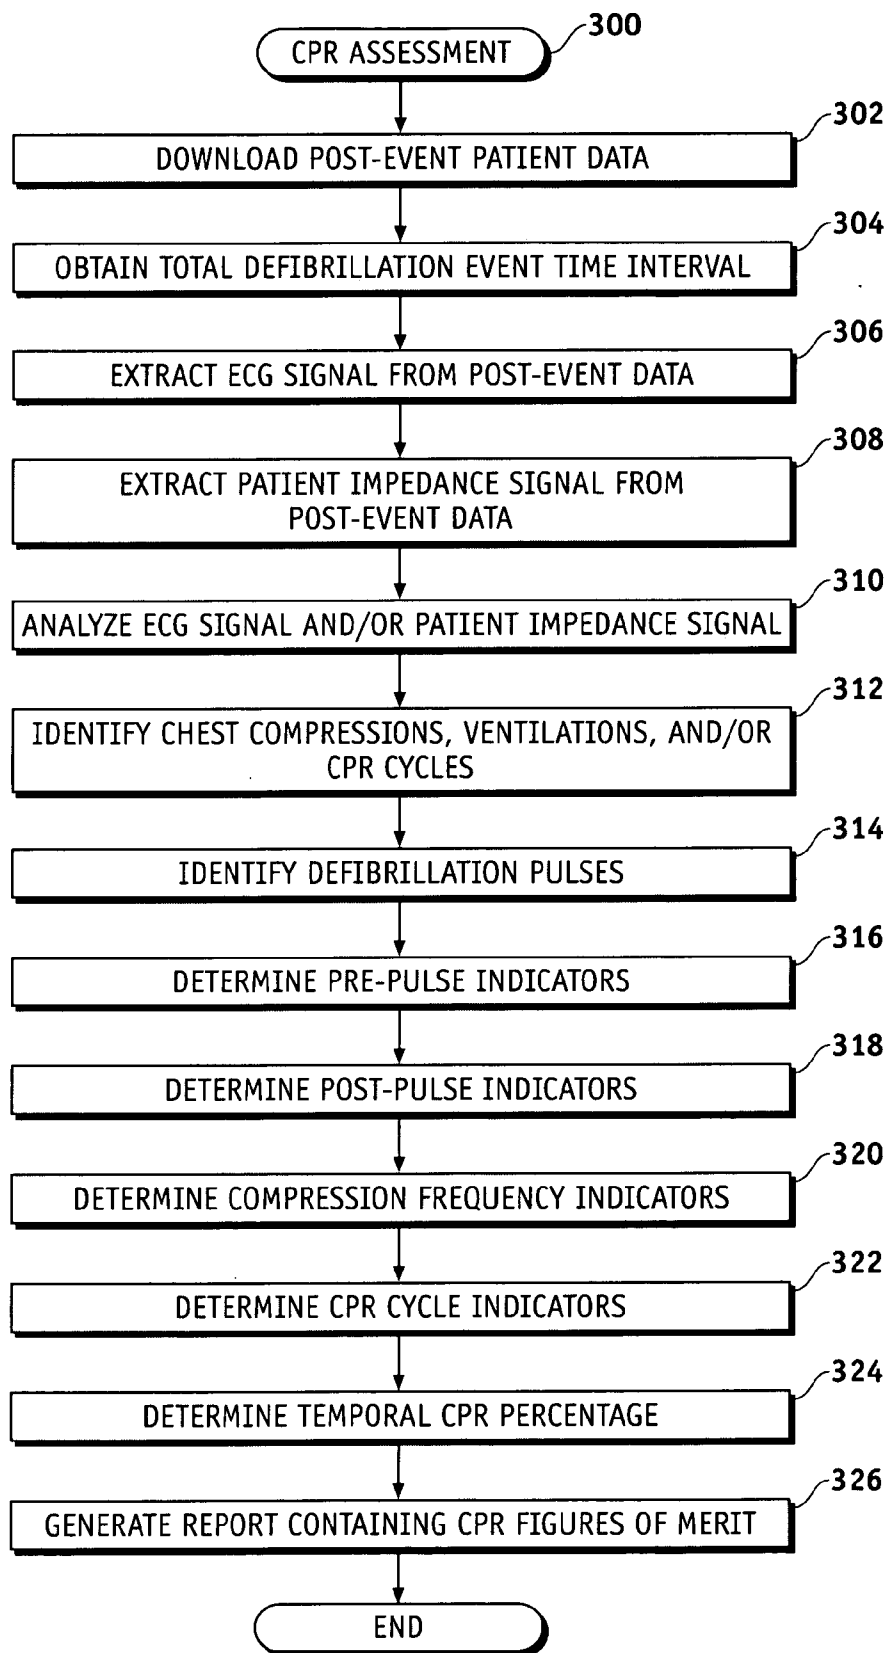 300
CPR ASSESSMENT
302
DOWNLOAD POST-EVENT PATIENT DATA
304
OBTAIN TOTAL DEFIBRILLATION EVENT TIME INTERVAL
306
EXTRACT ECG SIGNAL FROM POST-EVENT DATA
308
EXTRACT PATIENT IMPEDANCE SIGNAL FROM
POST-EVENT DATA
310
ANALYZE ECG SIGNAL AND/OR PATIENT IMPEDANCE SIGNAL
312
IDENTIFY CHEST COMPRESSIONS, VENTILATIONS, AND/OR
CPR CYCLES
314
IDENTIFY DEFIBRILLATION PULSES
316
DETERMINE PRE-PULSE INDICATORS
318
DETERMINE POST-PULSE INDICATORS
320
DETERMINE COMPRESSION FREQUENCY INDICATORS
322
DETERMINE CPR CYCLE INDICATORS
324
DETERMINE TEMPORAL CPR PERCENTAGE
326
GENERATE REPORT CONTAINING CPR FIGURES OF MERIT
END